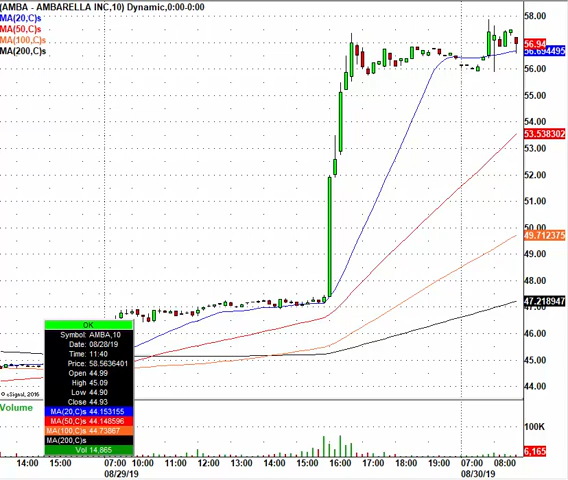 (AMBA - AMBARELLA INC,10) Dynamic,0:00-0:00
MA(20,C)s
MA(50,C)s
MA(100,C)s
MA(200,C)s
58.00
56.94
56.694495
56.00
55.00
54.00
53.538302
53.00
52.00
51.00
50.00
49.712375
49.00
48.00
47.218947
46.00
45.00
44.00
OK
Symbol: AMBA,10
Date: 08/28/19
Time: 11:40
Price: 58.5636401
Open 44.99
High 45.09
Low 44.90
Close 44.93
MA(20,C)s 44.153155
MA(50,C)s 44.148596
MA(100,C)s 44.73867
MA(200,C)s
Vol 14,865
© eSignal, 2016
Volume
100K
6,165
14:00 15:00 07:00 10:00 11:00 12:00 13:00 14:00 15:00 16:00 17:00 18:00 19:00 07:00 08:00
08/29/19 08/30/19